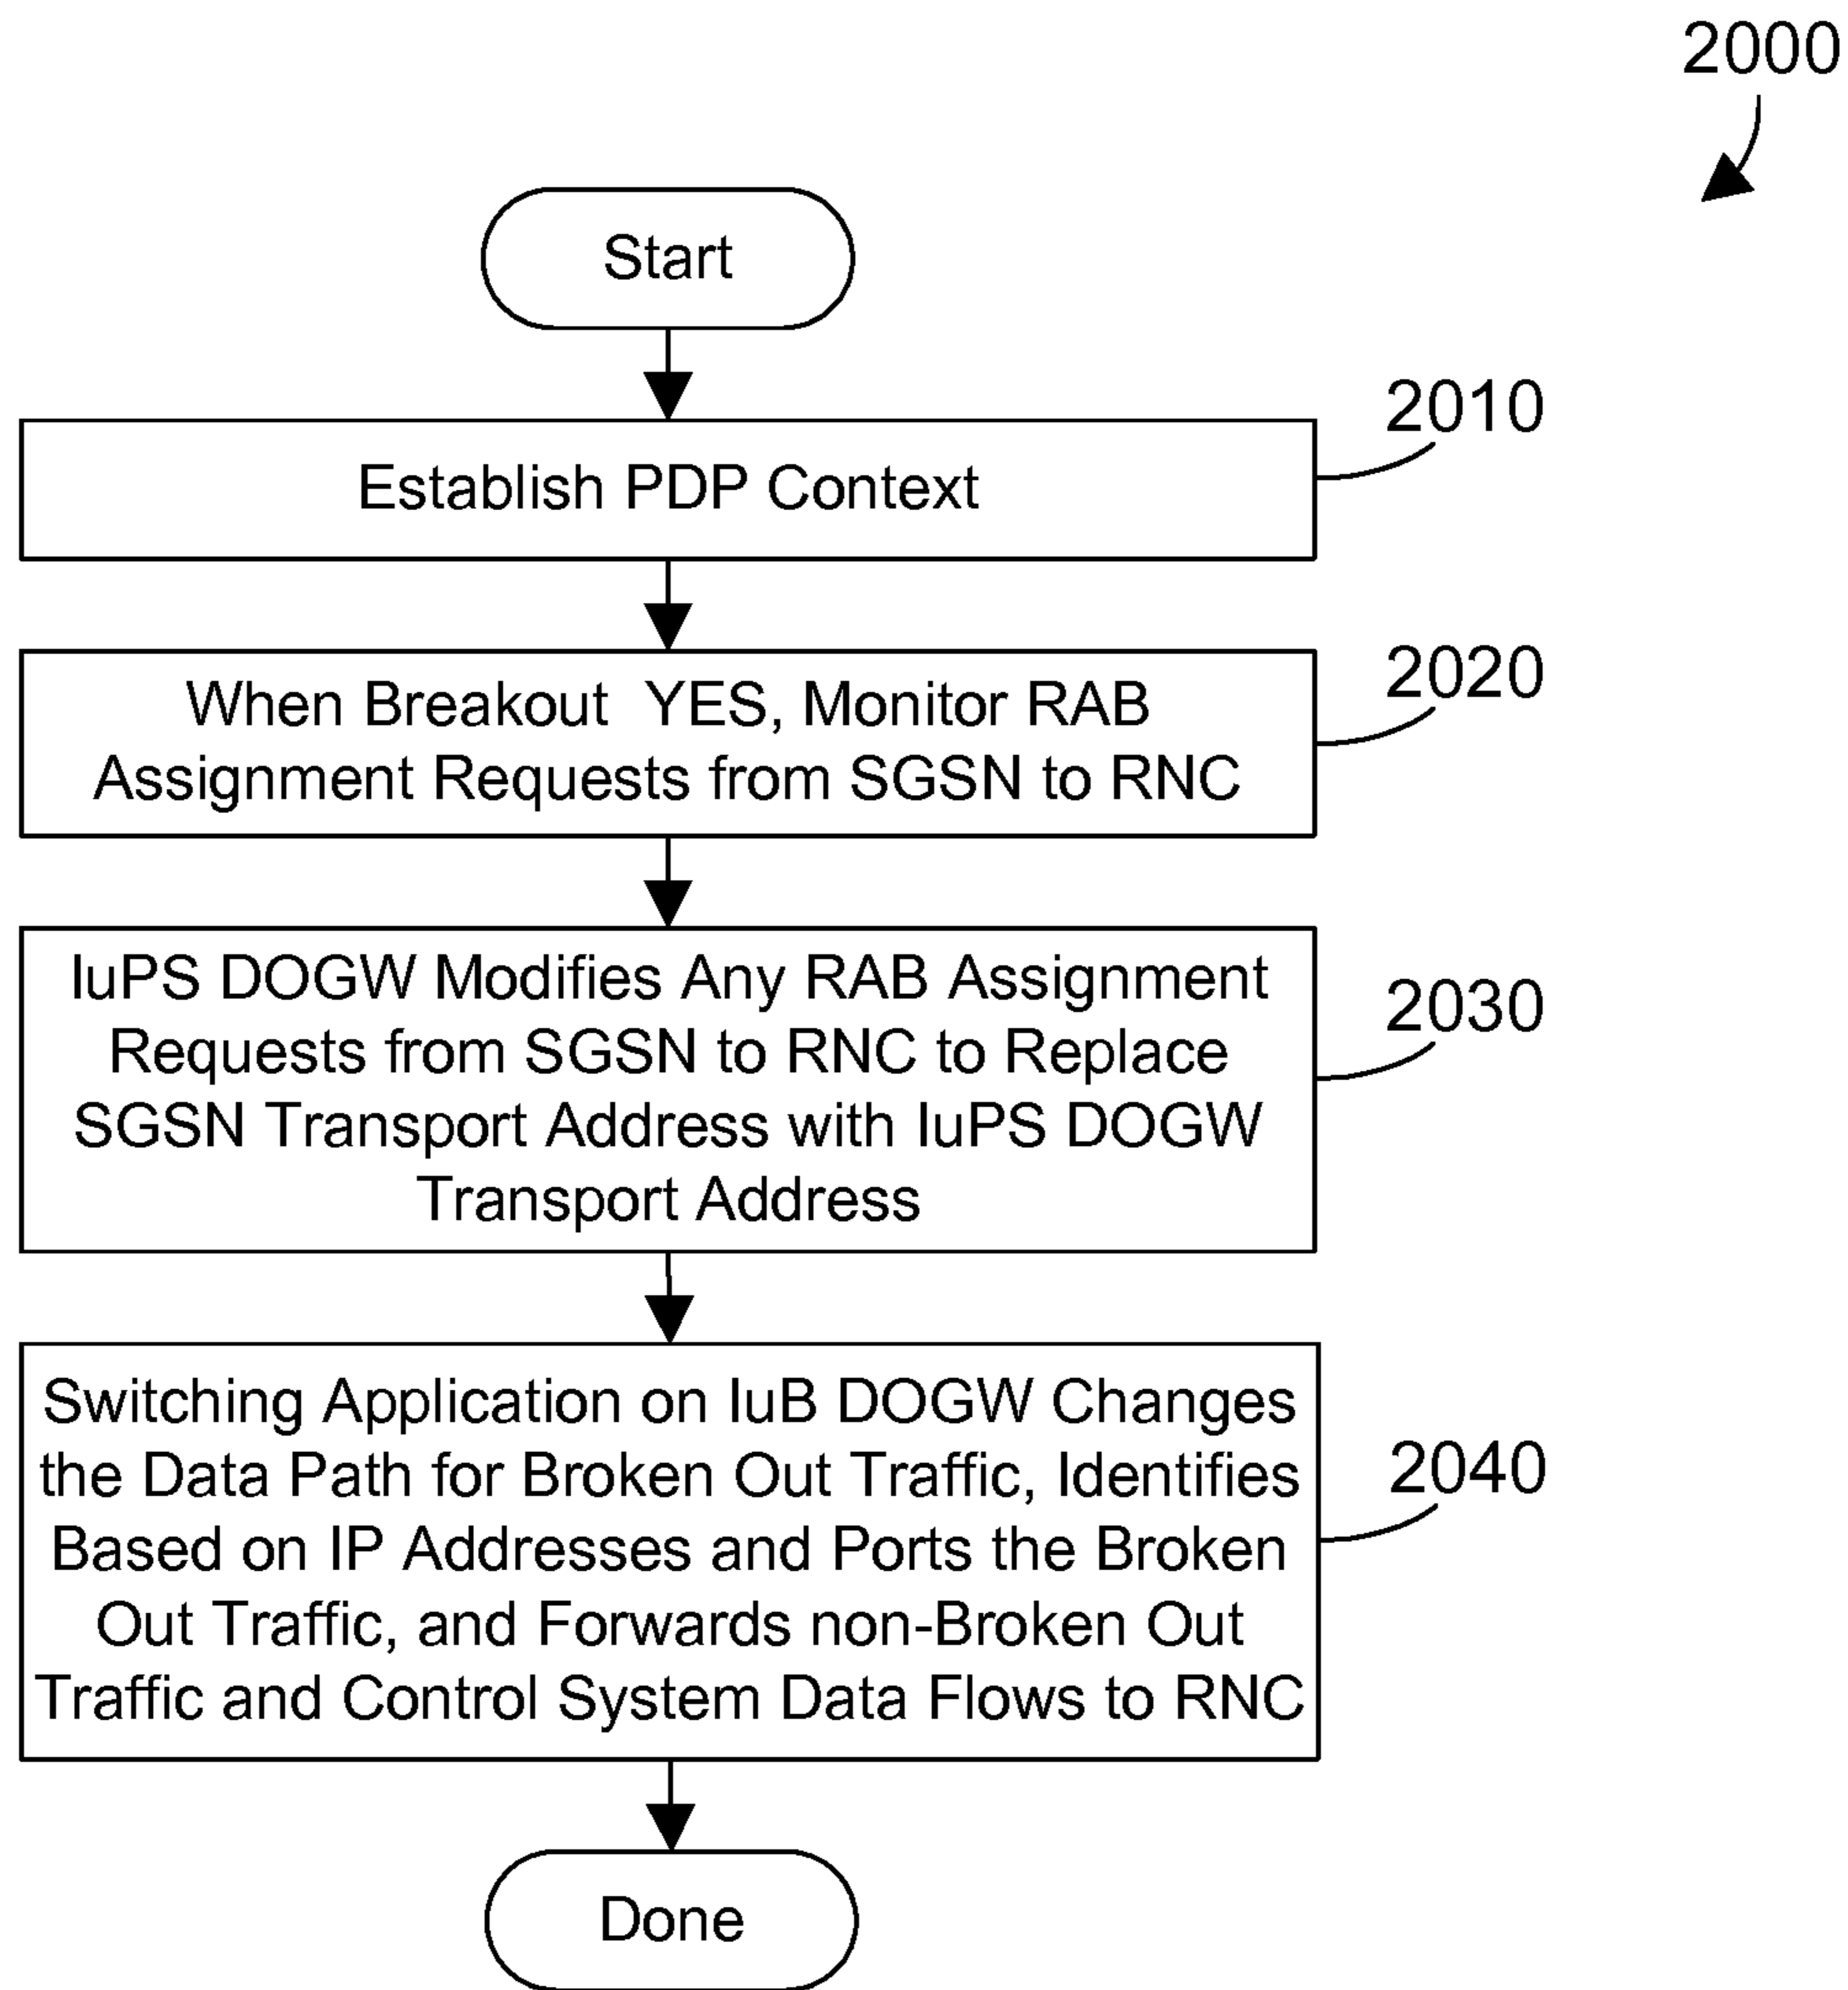 2000
Start
2010
Establish PDP Context
2020
When Breakout YES, Monitor RAB
Assignment Requests from SGSN to RNC
2030
IuPS DOGW Modifies Any RAB Assignment
Requests from SGSN to RNC to Replace
SGSN Transport Address with IuPS DOGW
Transport Address
2040
Switching Application on IuB DOGW Changes
the Data Path for Broken Out Traffic, Identifies
Based on IP Addresses and Ports the Broken
Out Traffic, and Forwards non-Broken Out
Traffic and Control System Data Flows to RNC
Done